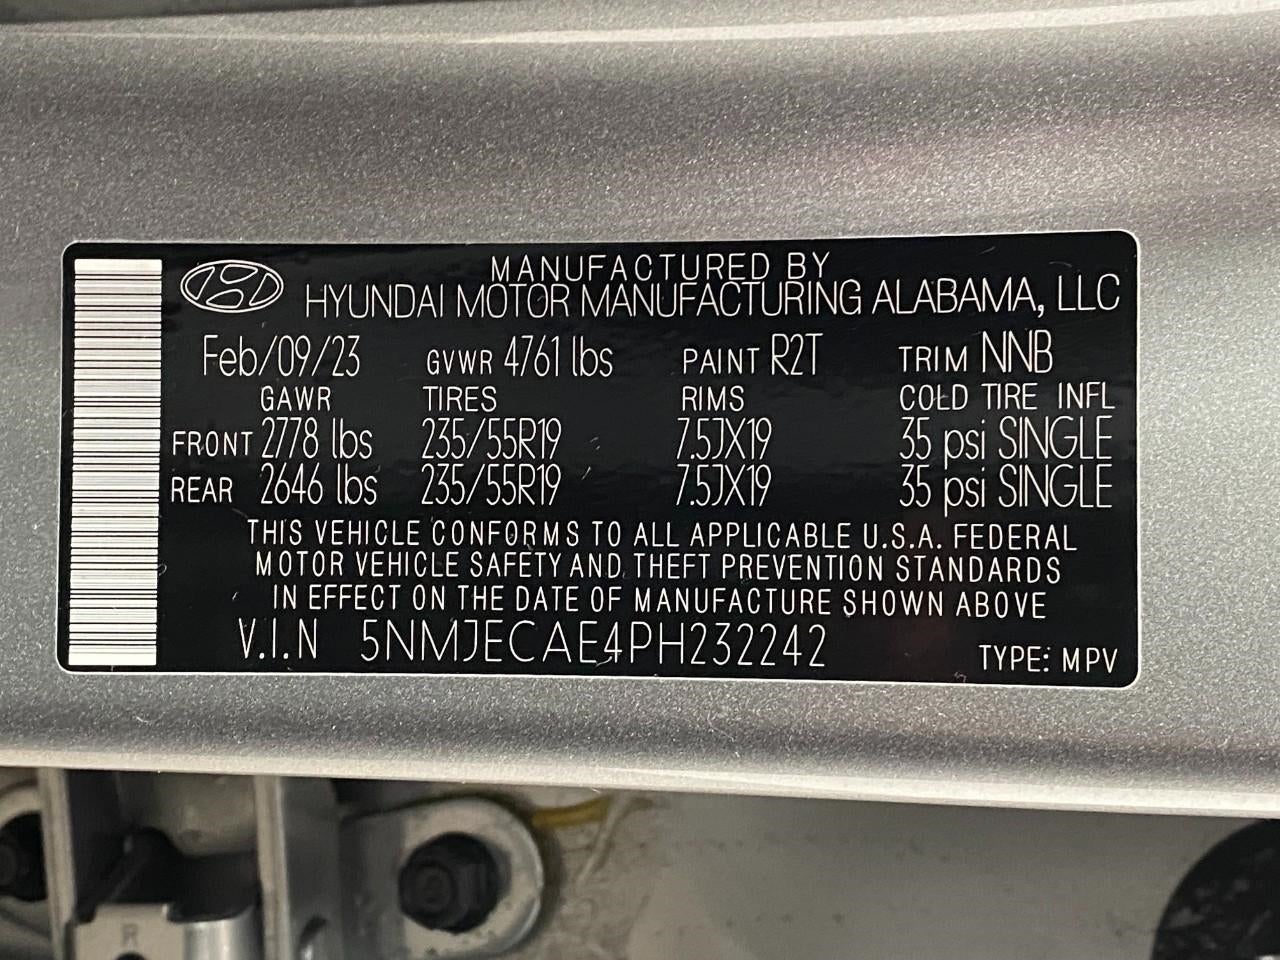 MANUFACTURED BY
HYUNDAI MOTOR MANUFACTURING ALABAMA, LLC
Feb/09/23 GVWR 4761 lbs PAINT R2T TRIM NNB
GAWR TIRES RIMS COLD TIRE INFL
FRONT 2778 lbs 235/55R19 7.5JX19 35 psi SINGLE
REAR 2646 lbs 235/55R19 7.5JX19 35 psi SINGLE
THIS VEHICLE CONFORMS TO ALL APPLICABLE U.S.A. FEDERAL
MOTOR VEHICLE SAFETY AND THEFT PREVENTION STANDARDS
IN EFFECT ON THE DATE OF MANUFACTURE SHOWN ABOVE
V.I.N 5NMJECAE4PH232242 TYPE: MPV
R